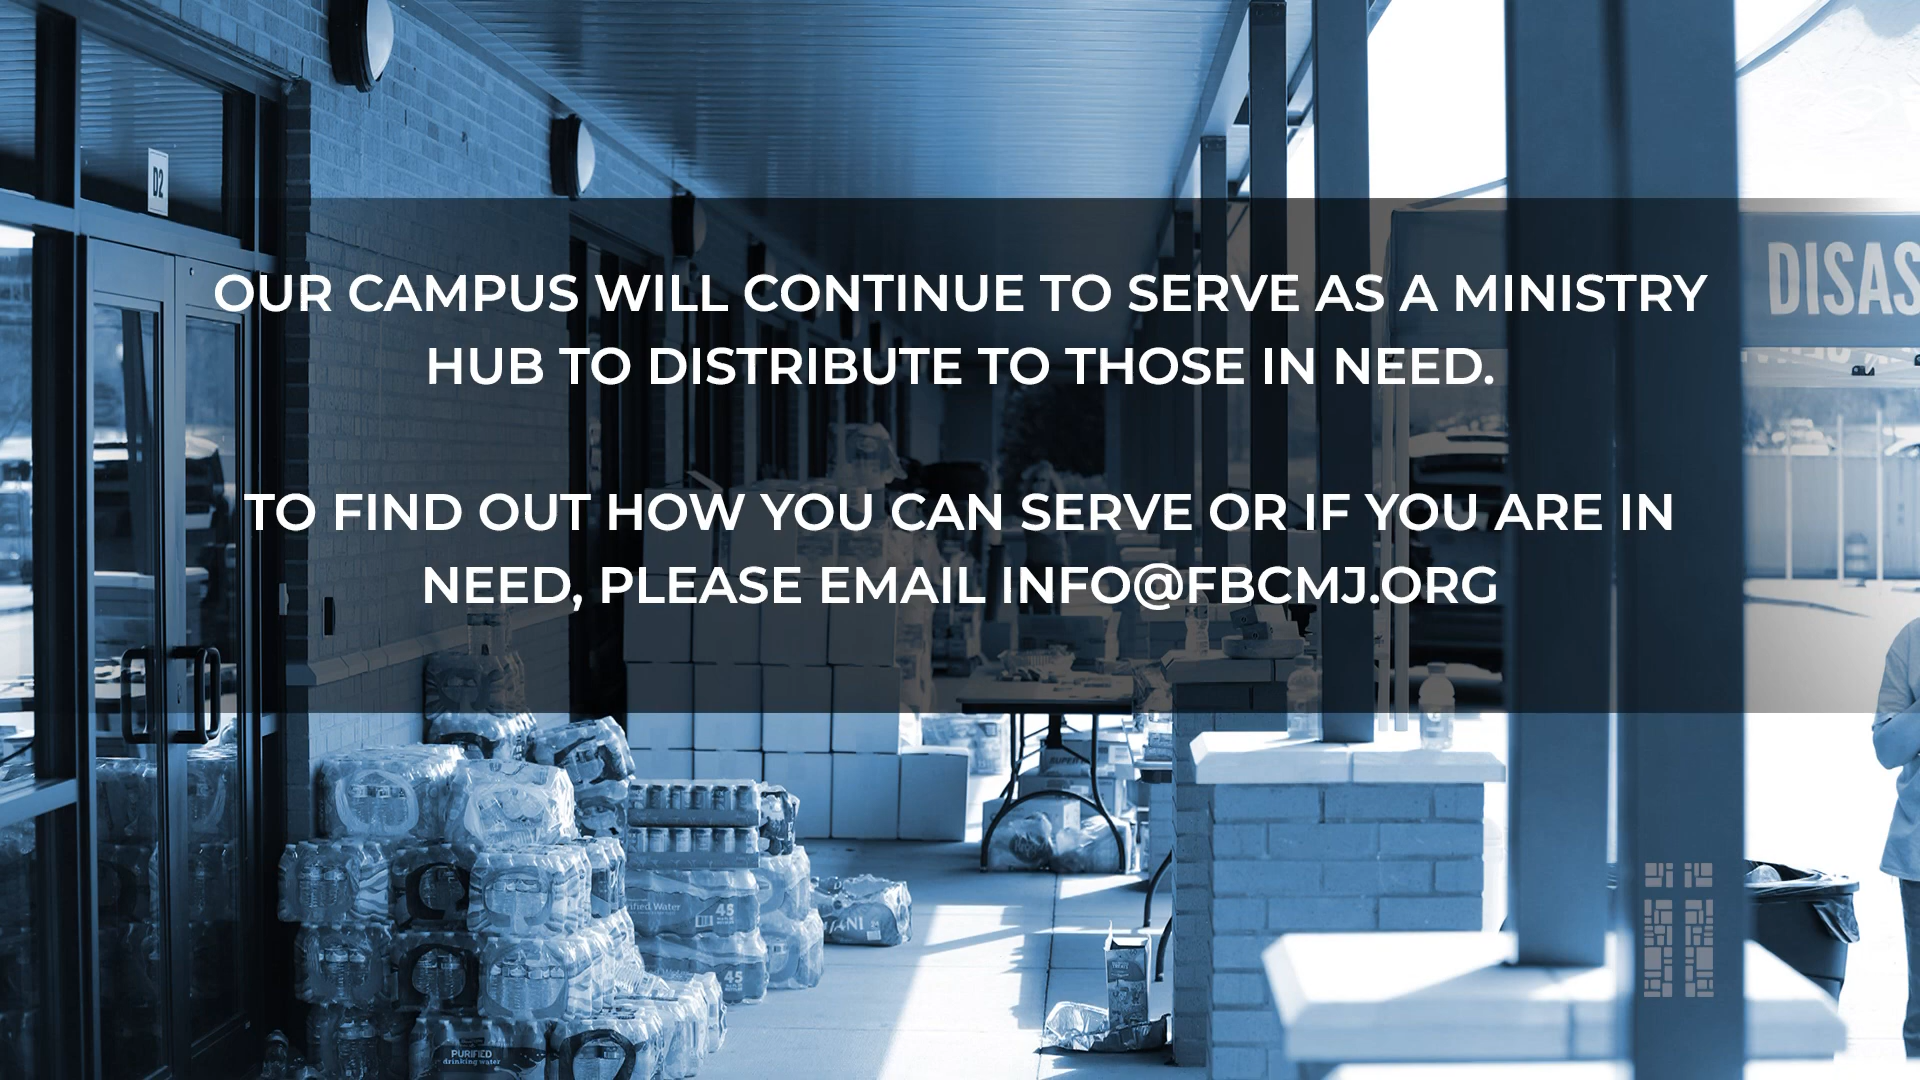 D2
DISAS
OUR CAMPUS WILL CONTINUE TO SERVE AS A MINISTRY
HUB TO DISTRIBUTE TO THOSE IN NEED.
TO FIND OUT HOW YOU CAN SERVE OR IF YOU ARE IN
NEED, PLEASE EMAIL INFO@FBCMJ.ORG
45
45
PURIFIED
drinking water